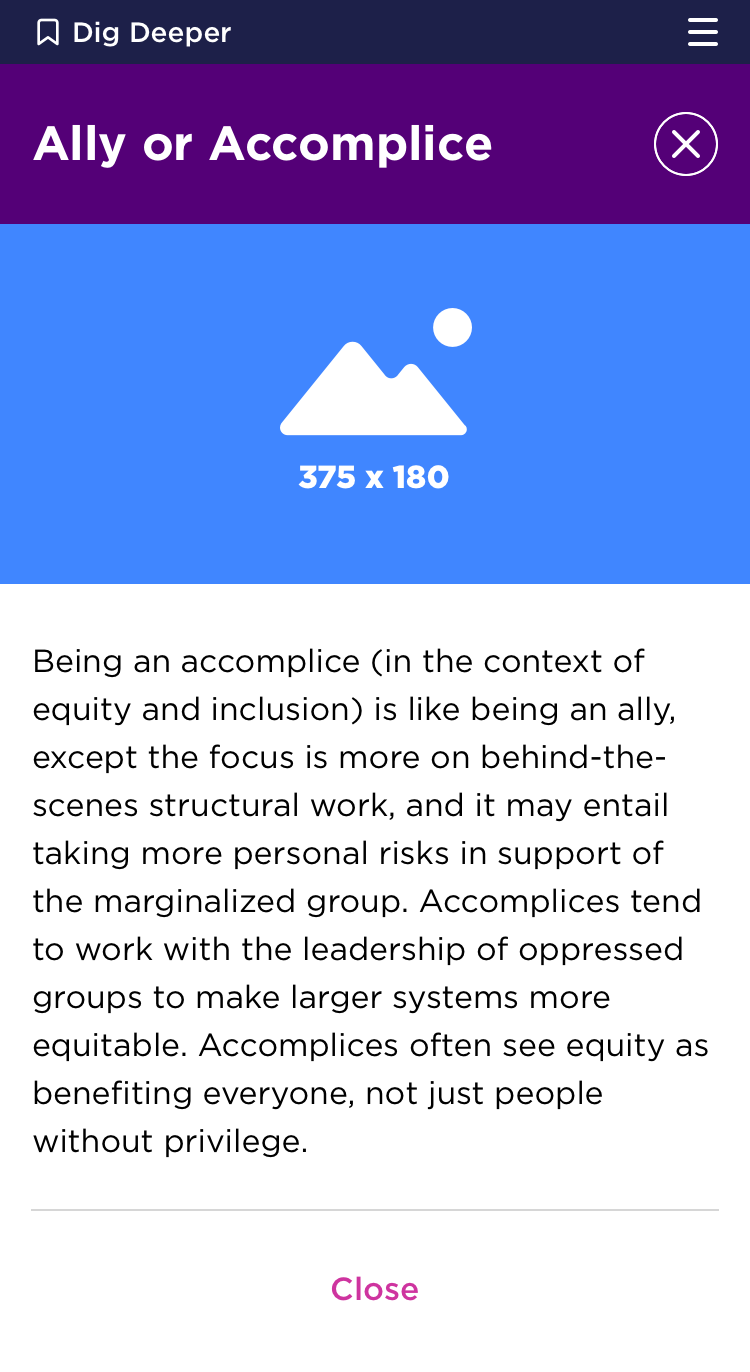 Dig Deeper
Ally or Accomplice
375 x 180
Being an accomplice (in the context of
equity and inclusion) is like being an ally,
except the focus is more on behind-the-
scenes structural work, and it may entail
taking more personal risks in support of
the marginalized group. Accomplices tend
to work with the leadership of oppressed
groups to make larger systems more
equitable. Accomplices often see equity as
benefiting everyone, not just people
without privilege.
Close